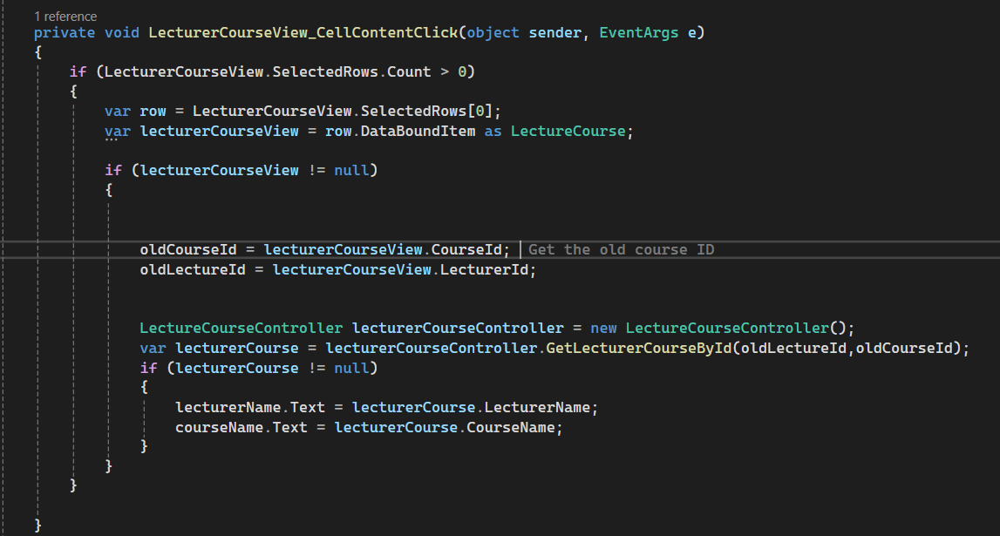 1 reference
private void LecturerCourseView_CellContentClick(object sender, EventArgs e)
{
if (LecturerCourseView.SelectedRows.Count > 0)
{
var row = LecturerCourseView.SelectedRows[0];
var lecturerCourseView = row.DataBoundItem as LectureCourse;
if (lecturerCourseView != null)
{
oldCourseId = lecturerCourseView.CourseId; Get the old course ID
oldLectureId = lecturerCourseView.LecturerId;
LectureCourseController lecturerCourseController = new LectureCourseController();
var lecturerCourse = lecturerCourseController.GetLecturerCourseById(oldLectureId,oldCourseId);
if (lecturerCourse != null)
{
lecturerName.Text = lecturerCourse.LecturerName;
courseName.Text = lecturerCourse.CourseName;
}
}
}
}